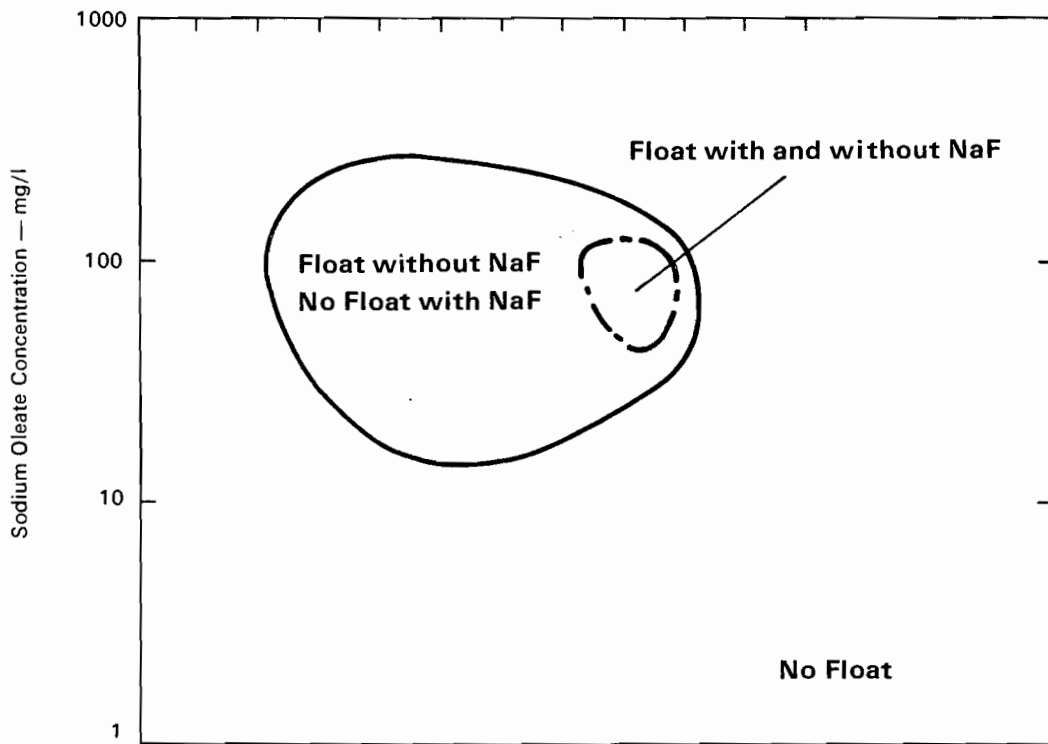 1000
Float with and without NaF
Float without NaF
No Float with NaF
100
10
No Float
1
Sodium Oleate Concentration — mg/l